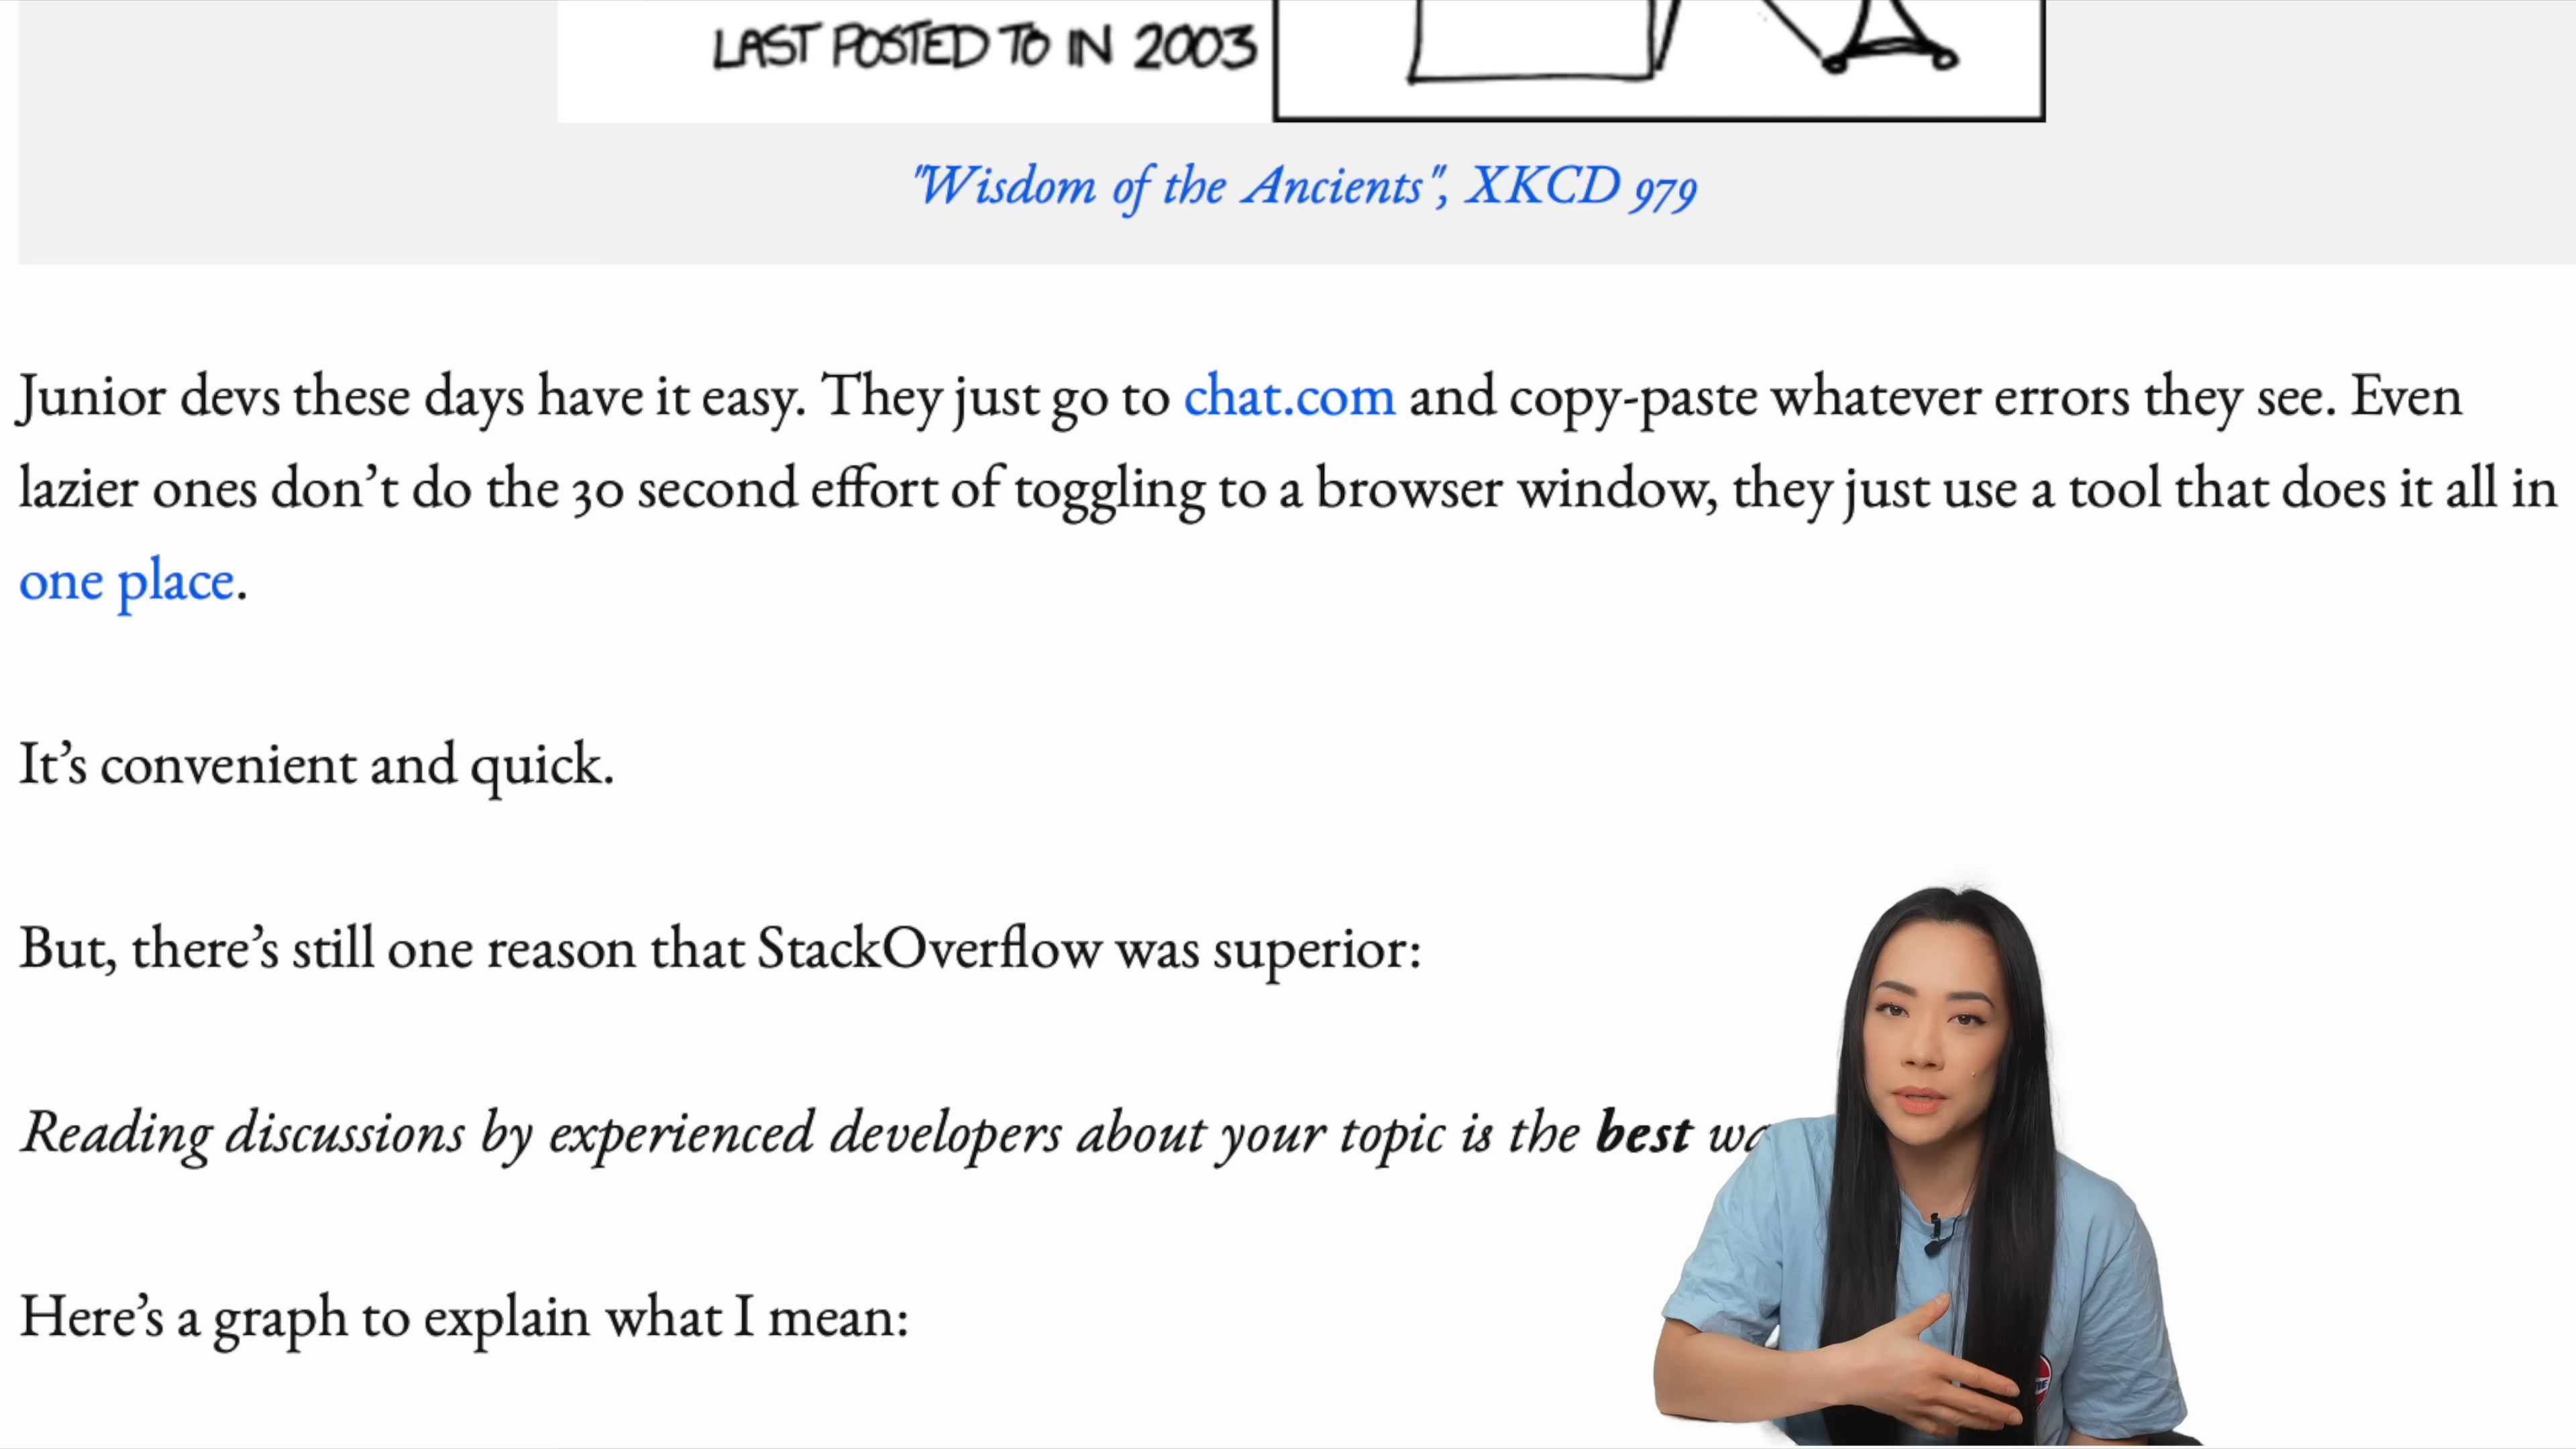 LAST POSTED TO IN 2003
"Wisdom of the Ancients", XKCD 979
Junior devs these days have it easy. They just go to chat.com and copy-paste whatever errors they see. Even
lazier ones don’t do the 30 second effort of toggling to a browser window, they just use a tool that does it all in
one place.
It’s convenient and quick.
But, there’s still one reason that StackOverflow was superior:
Reading discussions by experienced developers about your topic is the best
Here’s a graph to explain what I mean: